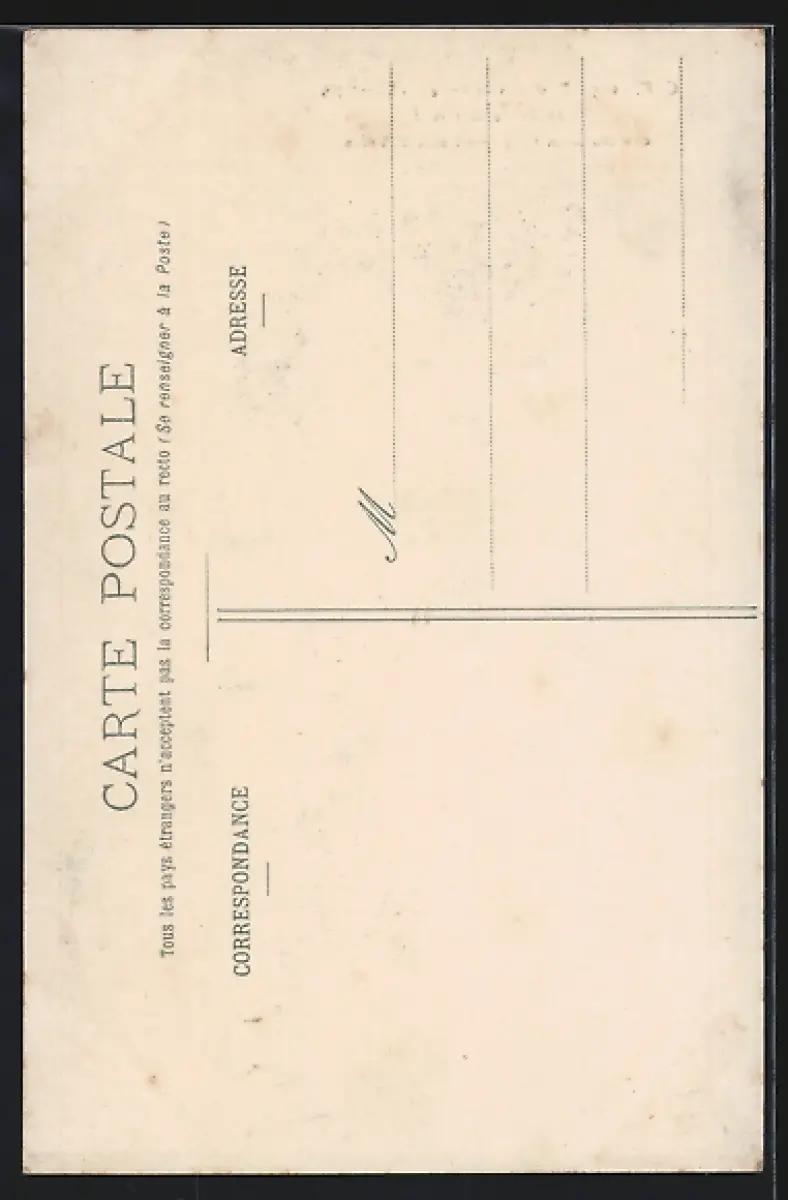 CARTE POSTALE
Tous les pays étrangers n'acceptent pas la correspondance au recto (Se renseigner à la Poste)
CORRESPONDANCE
ADRESSE
M